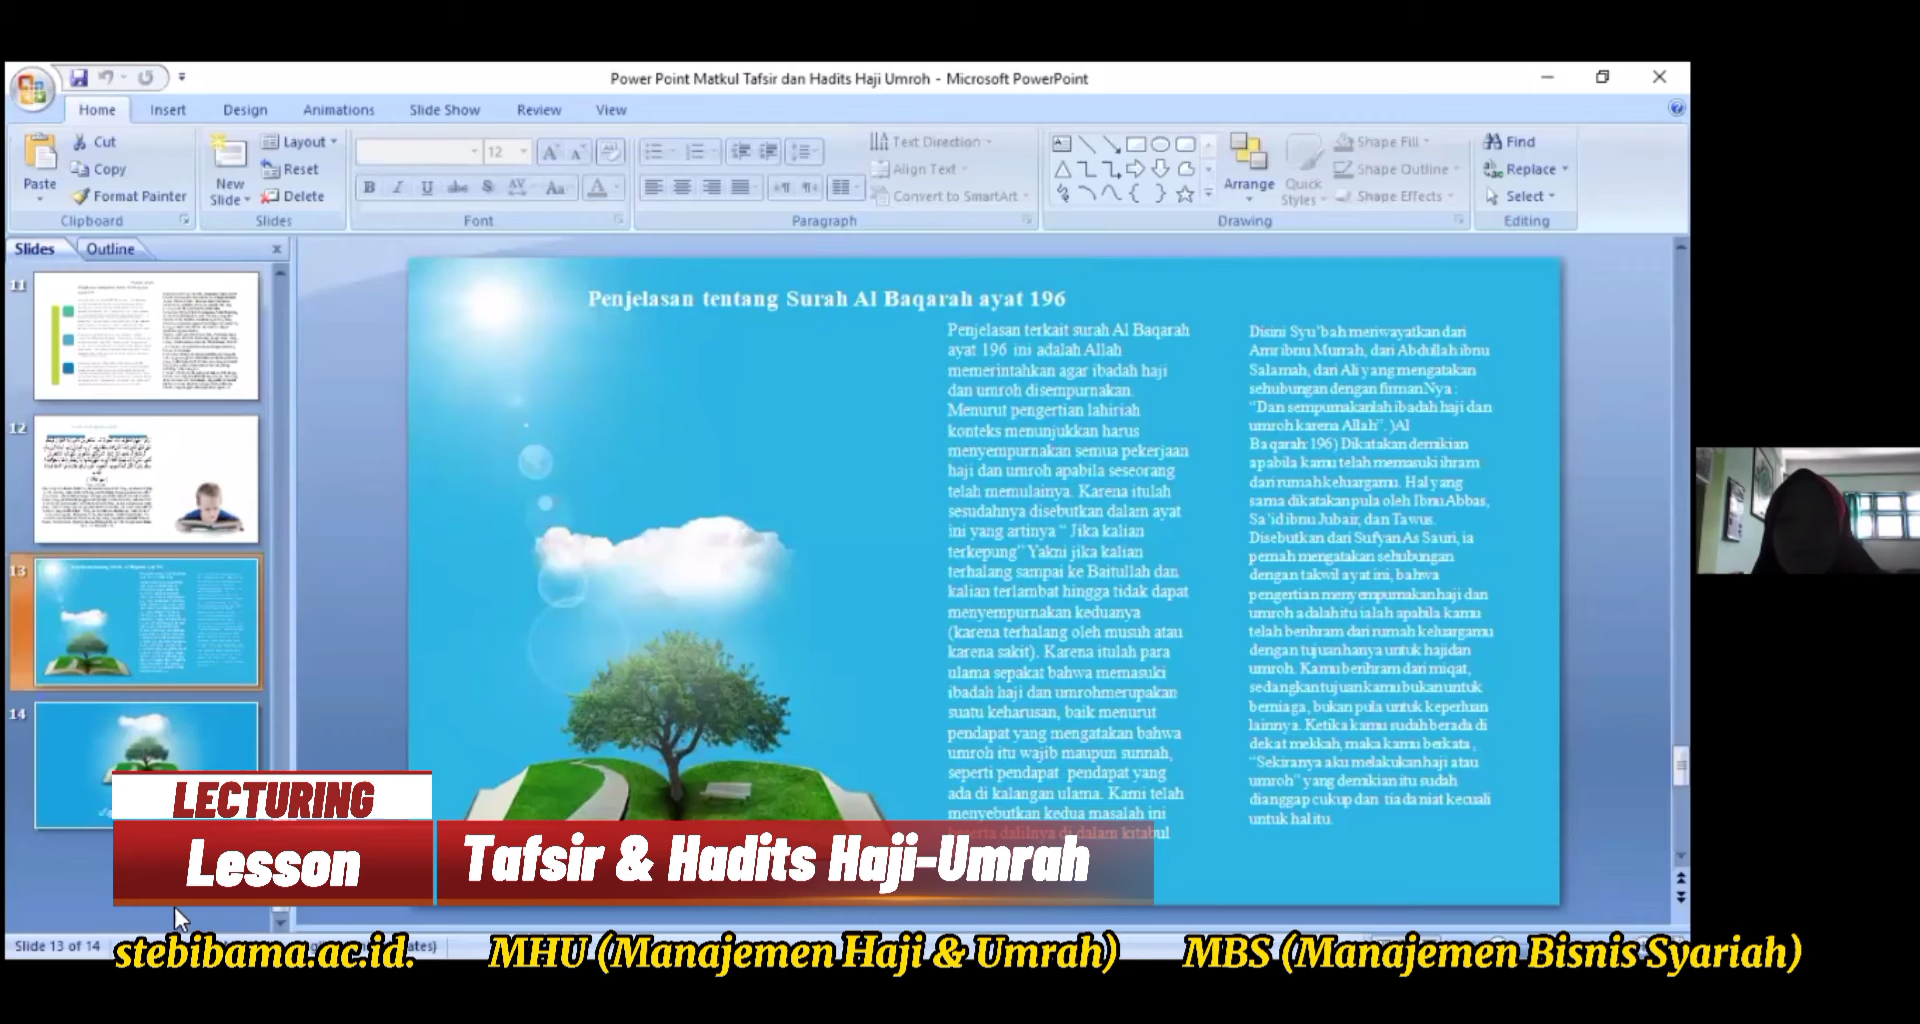 Power Point Matkul Tafsir dan Hadits Haji Umroh - Microsoft PowerPoint
Home Insert Design Animations Slide Show Review View
Paste
Cut
Copy
Format Painter
Clipboard
New Slide
Layout
Reset
Delete
Slides
12
Font
Text Direction
Align Text
Convert to SmartArt
Paragraph
Arrange
Quick Styles
Shape Fill
Shape Outline
Shape Effects
Drawing
Find
Replace
Select
Editing
Slides Outline
11
12
13
14
Penjelasan tentang Surah Al Baqarah ayat 196
Penjelasan terkait surah Al Baqarah
ayat 196 ini adalah Allah
memerintahkan agar ibadah haji
dan umroh disempurnakan.
Menurut pengertian lahiriah
konteks menunjukkan harus
menyempurnakan semua pekerjaan
haji dan umroh apabila seseorang
telah memulainya. Karena itulah
sesudahnya disebutkan dalam ayat
ini yang artinya “ Jika kalian
terkepung” Yakni jika kalian
terhalang sampai ke Baitullah dan
kalian terlambat hingga tidak dapat
menyempurnakan keduanya
(karena terhalang oleh musuh atau
karena sakit). Karena itulah para
ulama sepakat bahwa memasuki
ibadah haji dan umrohmerupakan
suatu keharusan, baik menurut
pendapat yang mengatakan bahwa
umroh itu wajib maupun sunnah,
seperti pendapat pendapat yang
ada di kalangan ulama. Kami telah
menyebutkan kedua masalah ini
beserta dalilnya di dalam kitabul
Disini Syu’bah meriwayatkan dari
Amr ibnu Murrah, dari Abdullah ibnu
Salamah, dari Ali yang mengatakan
sehubungan dengan firmanNya :
“Dan sempurnakanlah ibadah haji dan
umroh karena Allah”. )Al
Baqarah: 196) Dikatakan demikian
apabila kamu telah memasuki ihram
dari rumah keluargamu. Hal yang
sama dikatakan pula oleh Ibnu Abbas,
Sa’id ibnu Jubair, dan Tawus.
Disebutkan dari Sufyan As Sauri, ia
pernah mengatakan sehubungan
dengan takwil ayat ini, bahwa
pengertian menyempurnakan haji dan
umroh adalah itu ialah apabila kamu
telah berihram dari rumah keluargamu
dengan tujuan hanya untuk haji dan
umroh. Kamu berihram dari miqat,
sedangkan tujuan kamu bukan untuk
berniaga, bukan pula untuk keperluan
lainnya. Ketika kamu sudah berada di
dekat mekkah, maka kamu berkata ,
“Sekiranya aku melakukan haji atau
umroh” yang demikian itu sudah
dianggap cukup dan tiada niat kecuali
untuk hal itu.
LECTURING
Lesson
Tafsir & Hadits Haji-Umrah
Slide 13 of 14
stebibama.ac.id. MHU (Manajemen Haji & Umrah) MBS (Manajemen Bisnis Syariah)